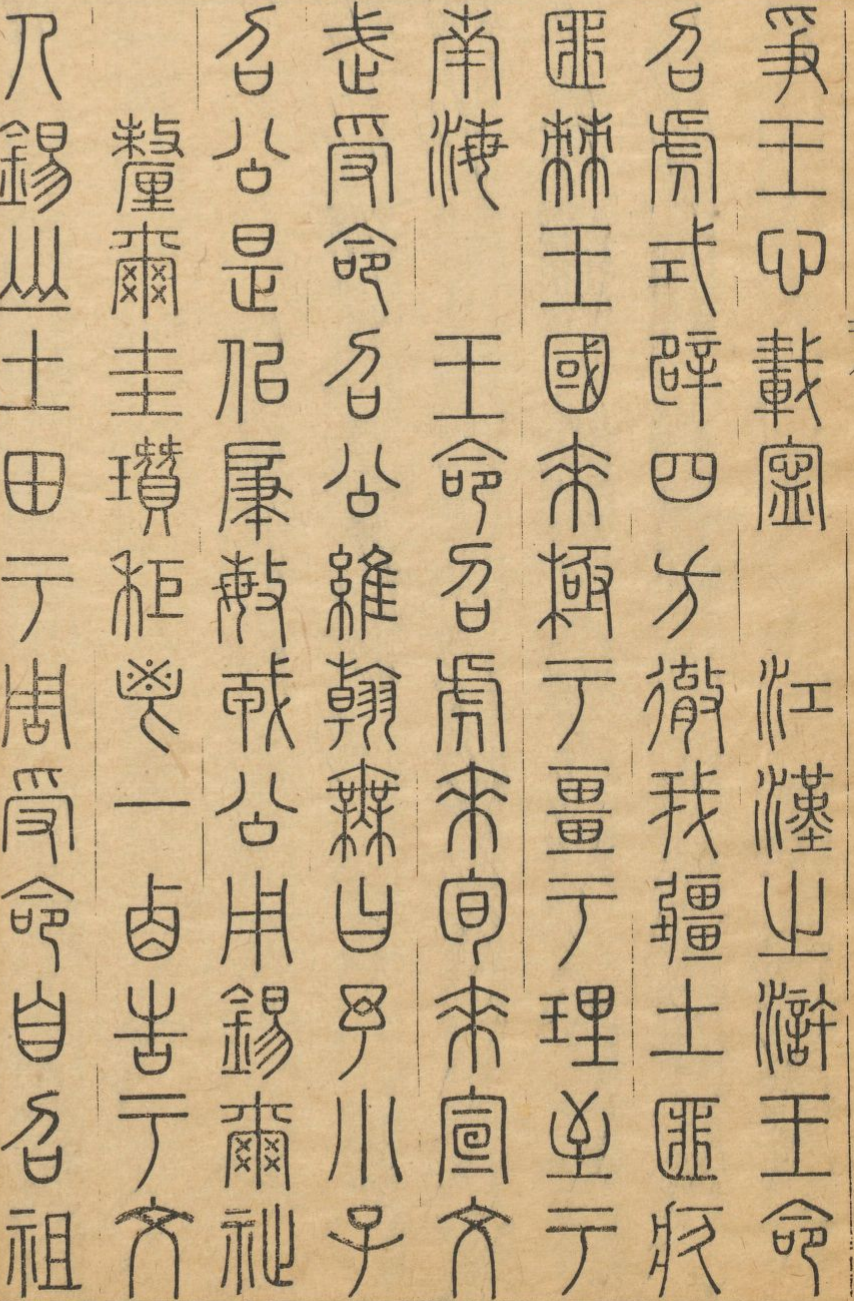 爭王心載寧　江漢之滸王命
召虎式辟四方徹我疆土匪疚
匪棘王國來極于畺于理至于
南海　王命召虎來旬來宣文
武受命召公維翰無曰予小子
召公是似肇敏戎公用錫爾祉
釐爾圭瓚秬鬯一卣告于文
人錫山土田于周受命自召祖